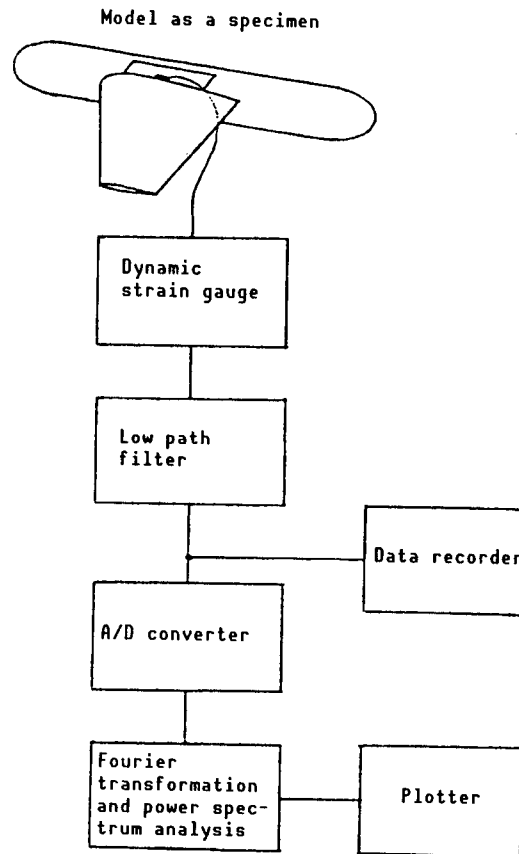 Model as a specimen
Dynamic
strain gauge
Low path
filter
Data recorder
A/D converter
Fourier
transformation
and power spec-
trum analysis
Plotter